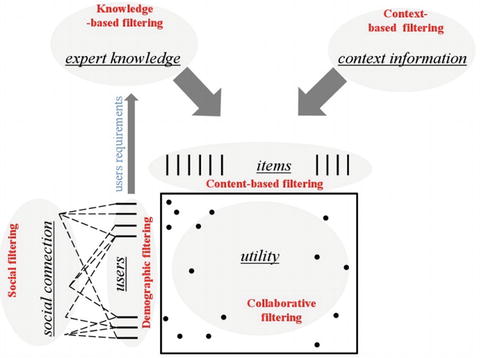 Knowledge
-based filtering
expert knowledge
Context-
based filtering
context information
users requirements
items
Content-based filtering
Social filtering
social connection
users
Demographic filtering
utility
Collaborative
filtering